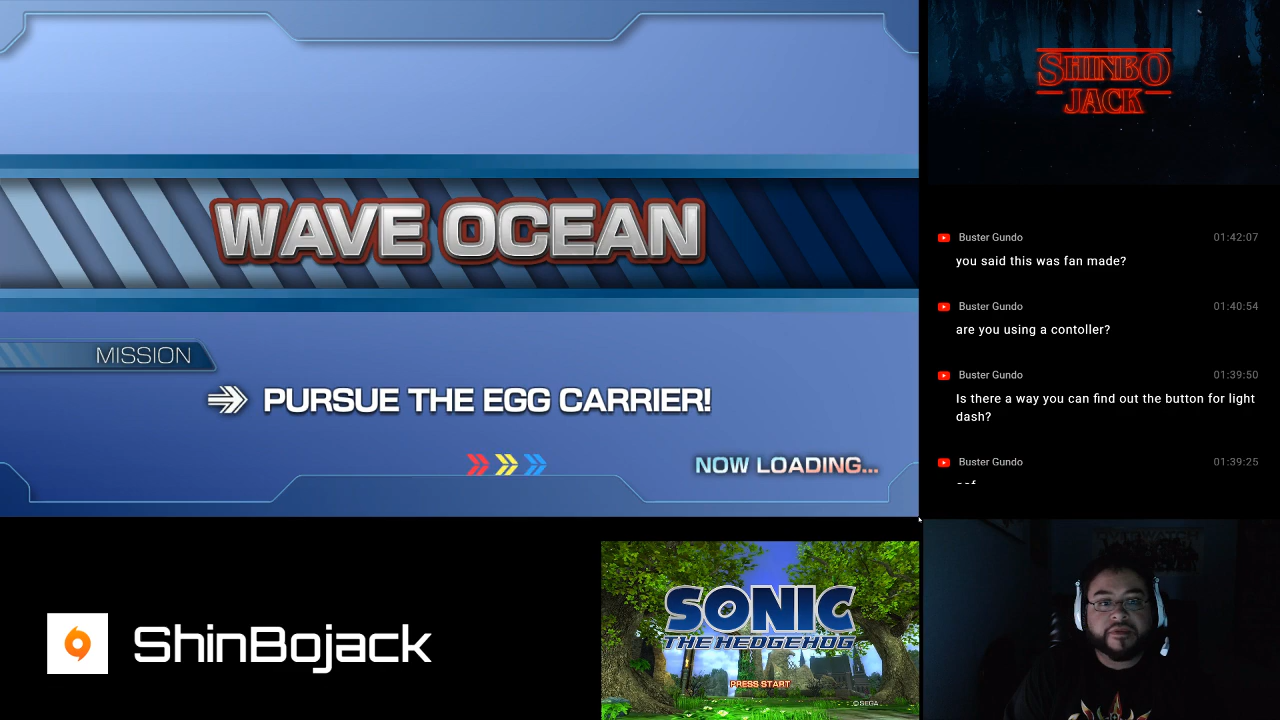 WAVE OCEAN
MISSION
PURSUE THE EGG CARRIER!
NOW LOADING...
SHINBO
JACK
Buster Gundo 01:42:07
you said this was fan made?
Buster Gundo 01:40:54
are you using a contoller?
Buster Gundo 01:39:50
Is there a way you can find out the button for light
dash?
Buster Gundo 01:39:25
ShinBojack
SONIC
THE HEDGEHOG
PRESS START
©SEGA